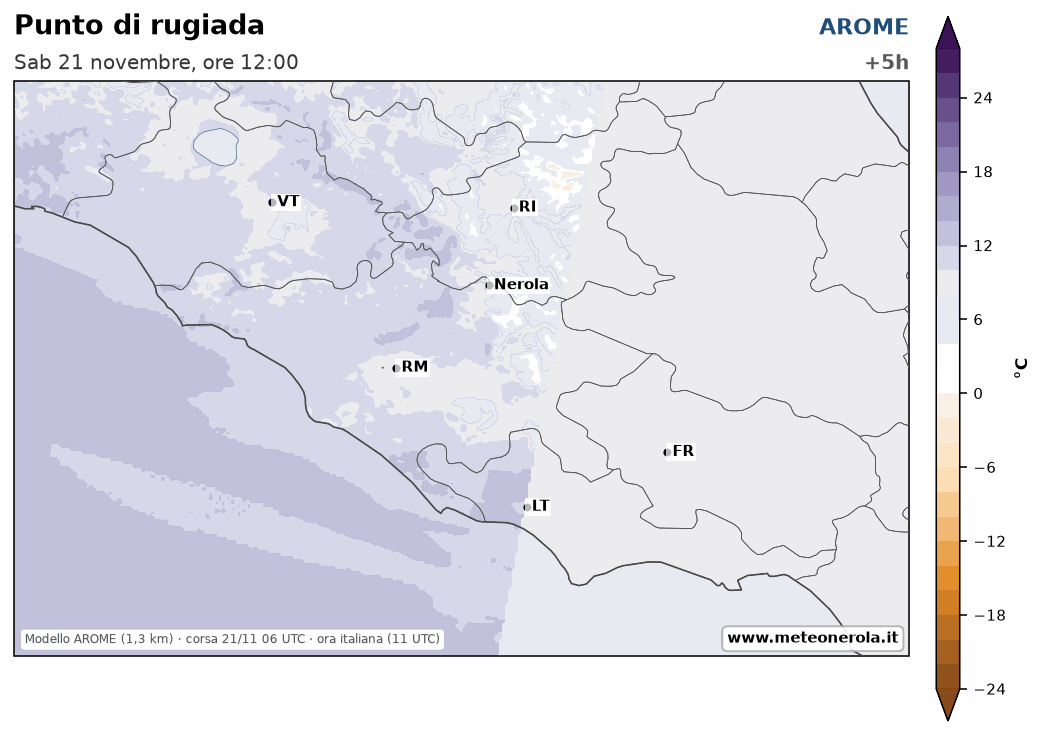 Punto di rugiada
AROME
Sab 21 novembre, ore 12:00
+5h
VT
RI
Nerola
RM
FR
LT
24
18
12
6
0
−6
−12
−18
−24
°C
Modello AROME (1,3 km) · corsa 21/11 06 UTC · ora italiana (11 UTC)
www.meteonerola.it